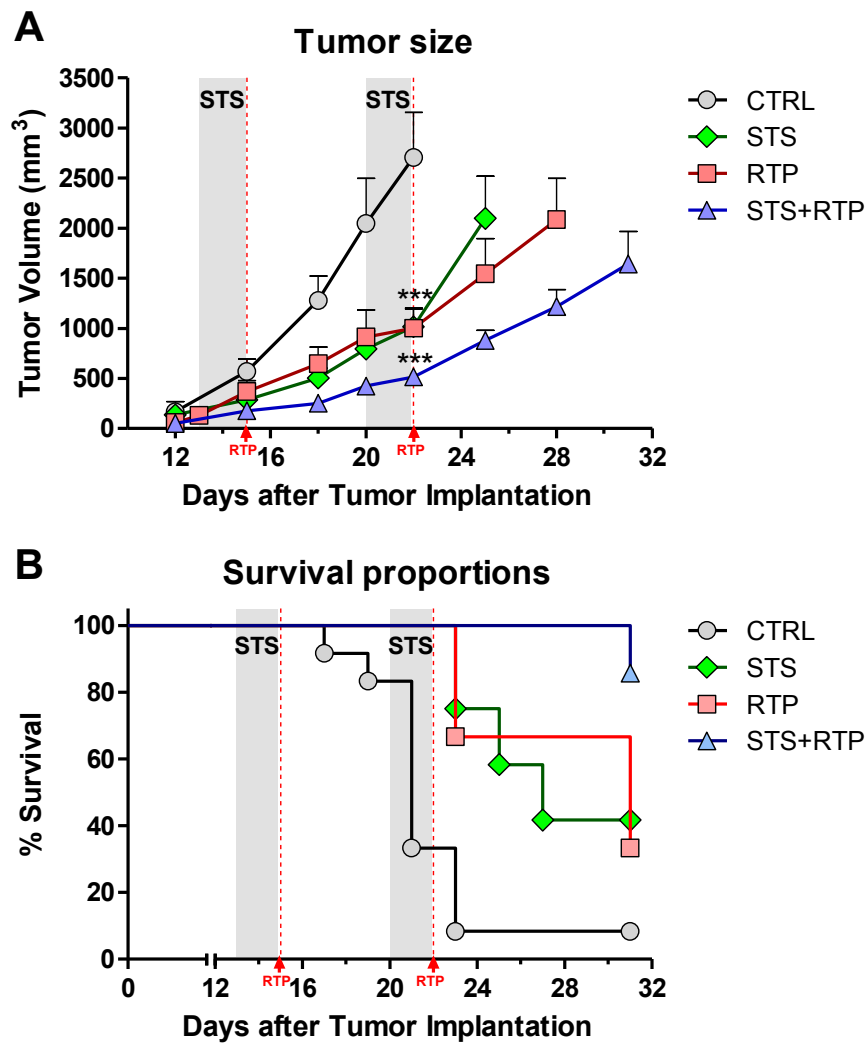 A
Tumor size
Tumor Volume (mm³)
3500
3000
2500
2000
1500
1000
500
0
STS
STS
***
***
CTRL
STS
RTP
STS+RTP
12 16 20 24 28 32
RTP RTP
Days after Tumor Implantation
B
Survival proportions
% Survival
100
80
60
40
20
0
STS
STS
CTRL
STS
RTP
STS+RTP
0 12 16 20 24 28 32
RTP RTP
Days after Tumor Implantation